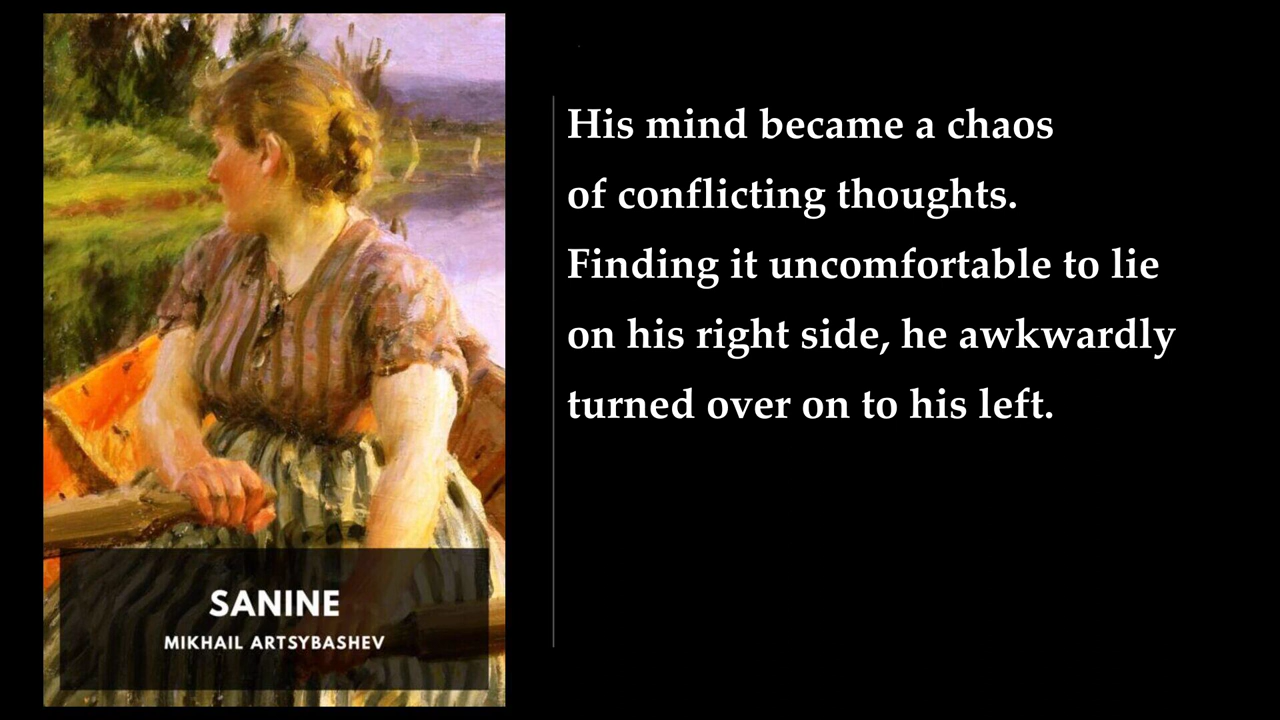 SANINE
MIKHAIL ARTSYBASHEV
His mind became a chaos
of conflicting thoughts.
Finding it uncomfortable to lie
on his right side, he awkwardly
turned over on to his left.